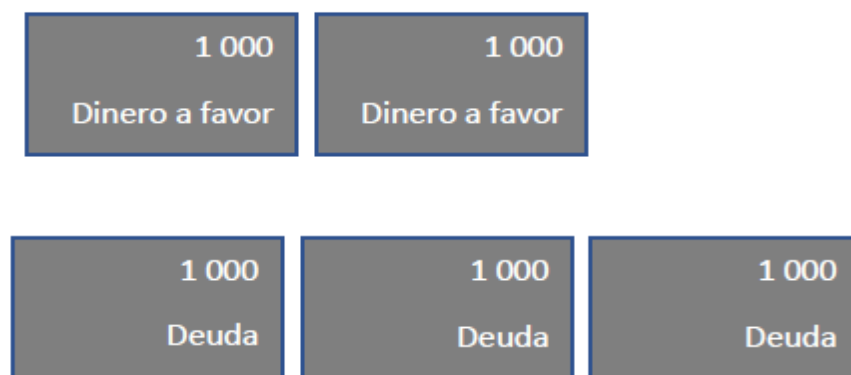 1 000 1 000
Dinero a favor Dinero a favor
1 000 1 000 1 000
Deuda Deuda Deuda